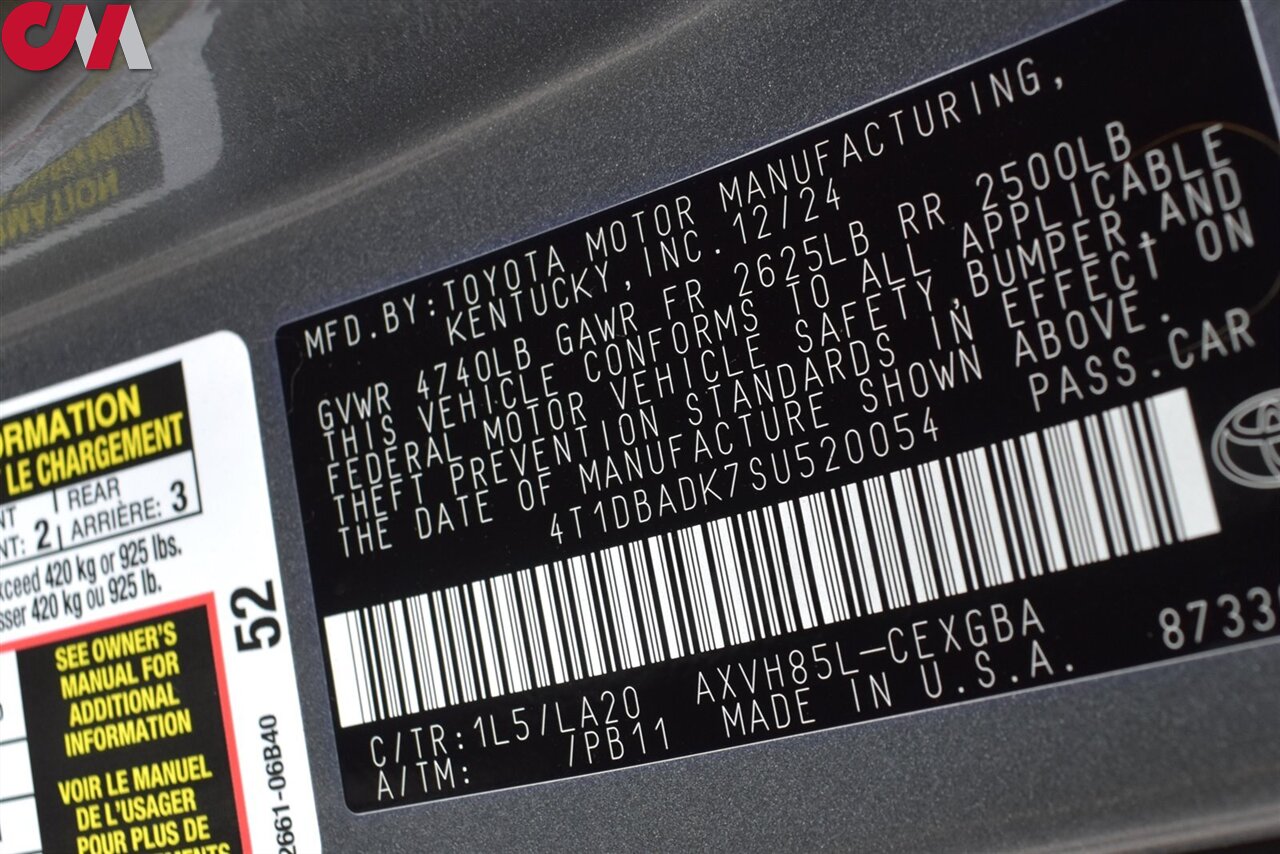 CMA
MFD.BY:TOYOTA MOTOR MANUFACTURING,
KENTUCKY, INC. 12/24
GVWR 4740LB GAWR FR 2625LB RR 2500LB
THIS VEHICLE CONFORMS TO ALL APPLICABLE
FEDERAL MOTOR VEHICLE SAFETY,BUMPER,AND
THEFT PREVENTION STANDARDS IN EFFECT ON
THE DATE OF MANUFACTURE SHOWN ABOVE.
4T1DBADK7SU520054 PASS.CAR
C/TR:1L5/LA20 AXVH85L-CEXGBA
A/TM: /PB11 MADE IN U.S.A.
LE CHARGEMENT
REAR
2 ARRIÈRE: 3
420 kg or 925 lbs.
420 kg ou 925 lb.
52
SEE OWNER'S
MANUAL FOR
ADDITIONAL
INFORMATION
VOIR LE MANUEL
DE L'USAGER
POUR PLUS DE